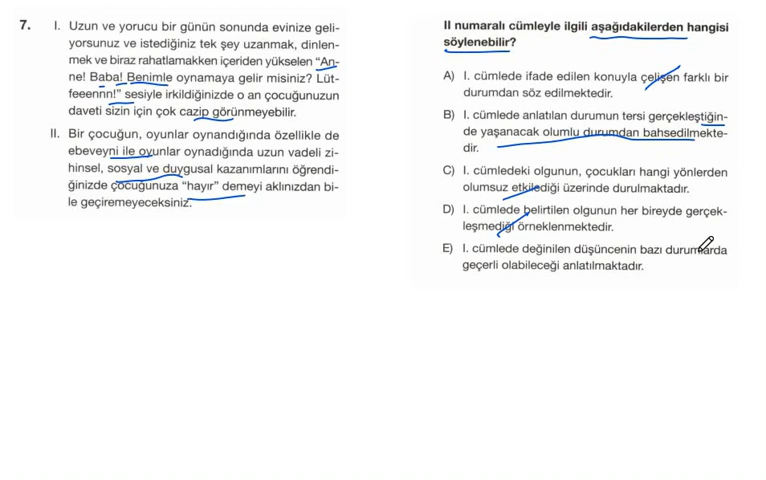 7. I. Uzun ve yorucu bir günün sonunda evinize geli-
yorsunuz ve istediğiniz tek şey uzanmak, dinlen-
mek ve biraz rahatlamakken içeriden yükselen “An-
ne! Baba! Benimle oynamaya gelir misiniz? Lüt-
feeennn!” sesiyle irkildiğinizde o an çocuğunuzun
daveti sizin için çok cazip görünmeyebilir.
II. Bir çocuğun, oyunlar oynandığında özellikle de
ebeveyni ile oyunlar oynadığında uzun vadeli zi-
hinsel, sosyal ve duygusal kazanımlarını öğrendi-
ğinizde çocuğunuza “hayır” demeyi aklınızdan bi-
le geçiremeyeceksiniz.
II numaralı cümleyle ilgili aşağıdakilerden hangisi
söylenebilir?
A) I. cümlede ifade edilen konuyla çelişen farklı bir
durumdan söz edilmektedir.
B) I. cümlede anlatılan durumun tersi gerçekleştiğin-
de yaşanacak olumlu durumdan bahsedilmekte-
dir.
C) I. cümledeki olgunun, çocukları hangi yönlerden
olumsuz etkilediği üzerinde durulmaktadır.
D) I. cümlede belirtilen olgunun her bireyde gerçek-
leşmediği örneklenmektedir.
E) I. cümlede değinilen düşüncenin bazı durumlarda
geçerli olabileceği anlatılmaktadır.